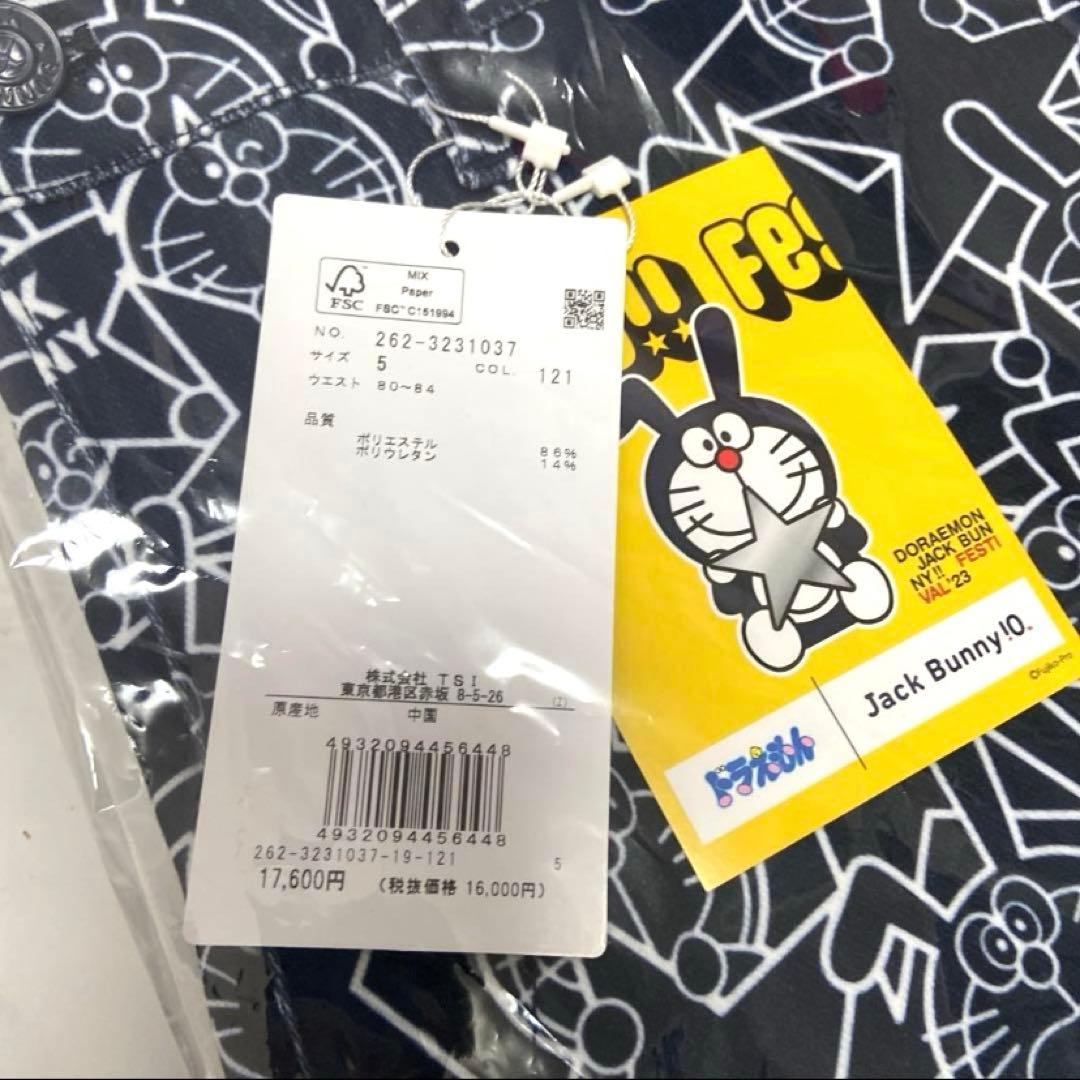 MIX
Paper
FSC™ C151994
FSC
NO. 262-3231037
サイズ 5 COL. 121
ウエスト 80〜84
品質
ポリエステル 86%
ポリウレタン 14%
株式会社 TSI
東京都港区赤坂 8-5-26 (Z)
原産地 中国
4932094456448
4932094456448
262-3231037-19-121 5
17,600円 (税抜価格 16,000円)
Fes
DORAEMON
JACK BUN
NY!! FESTI
VAL'23
Jack Bunny!!
©Fujiko-Pro
ドラえもん
K
NY